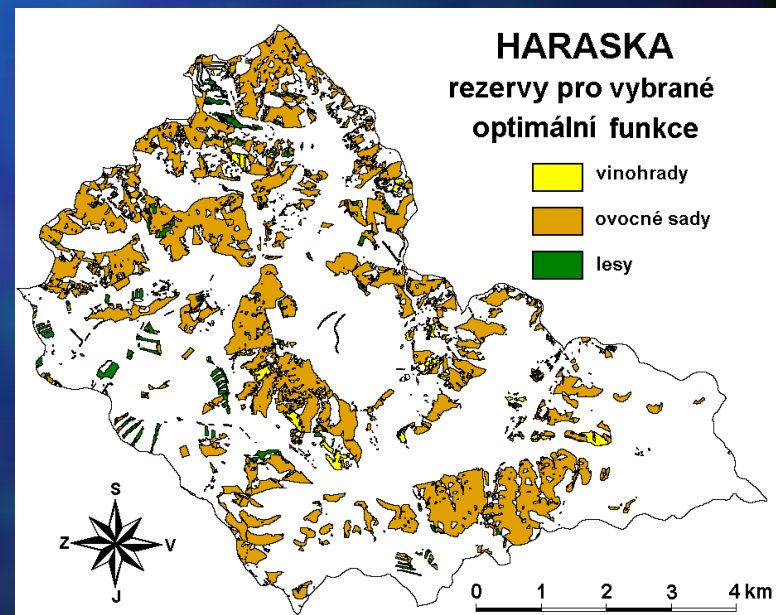 HARASKA
rezervy pro vybrané
optimální funkce
vinohrady
ovocné sady
lesy
S
Z V
J
0 1 2 3 4 km